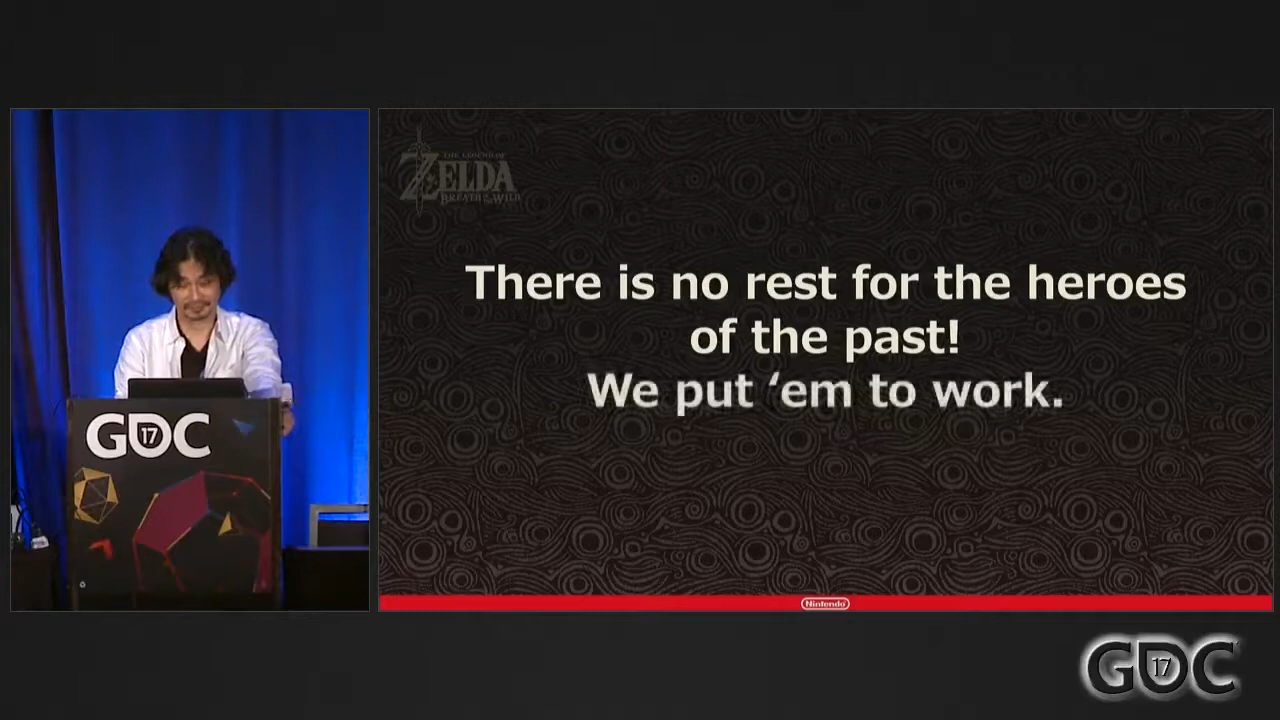 THE LEGEND OF
ZELDA
BREATH OF THE WILD
There is no rest for the heroes
of the past!
We put ‘em to work.
GDC
17
Nintendo
GDC
17